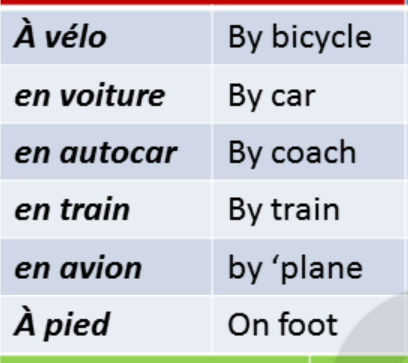 À vélo By bicycle
en voiture By car
en autocar By coach
en train By train
en avion by ‘plane
À pied On foot